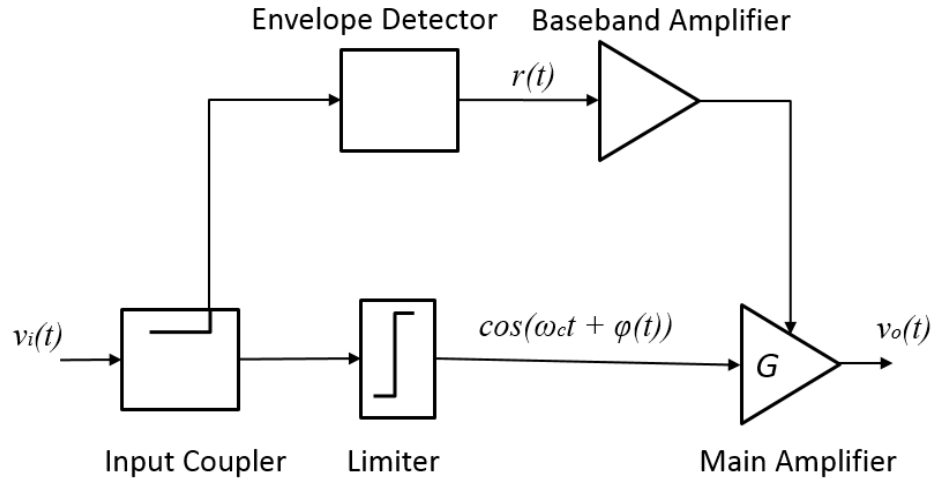 Envelope Detector
Baseband Amplifier
r(t)
vi(t)
cos(ωct + φ(t))
G
vo(t)
Input Coupler
Limiter
Main Amplifier